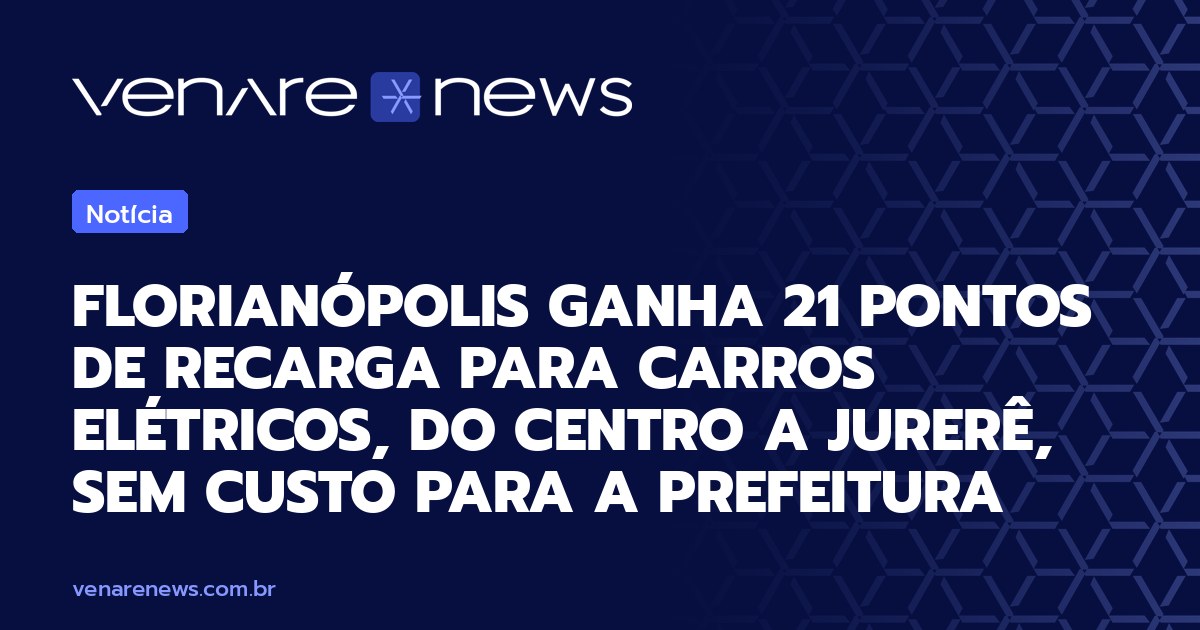 venare news
Notícia
FLORIANÓPOLIS GANHA 21 PONTOS
DE RECARGA PARA CARROS
ELÉTRICOS, DO CENTRO A JURERÊ,
SEM CUSTO PARA A PREFEITURA
venarenews.com.br